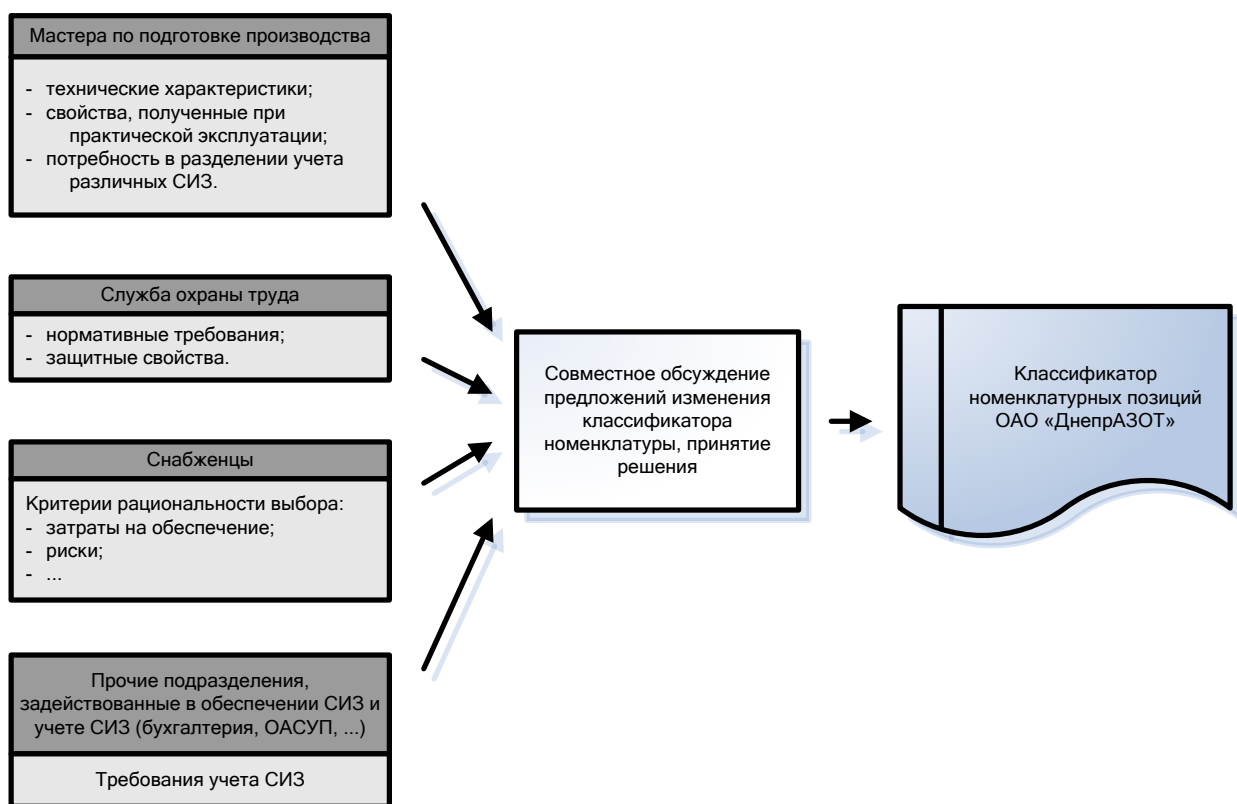 Мастера по подготовке производства
- технические характеристики;
- свойства, полученные при
практической эксплуатации;
- потребность в разделении учета
различных СИЗ.
Служба охраны труда
- нормативные требования;
- защитные свойства.
Снабженцы
Критерии рациональности выбора:
- затраты на обеспечение;
- риски;
- ...
Прочие подразделения,
задействованные в обеспечении СИЗ и
учете СИЗ (бухгалтерия, ОАСУП, ...)
Требования учета СИЗ
Совместное обсуждение
предложений изменения
классификатора
номенклатуры, принятие
решения
Классификатор
номенклатурных позиций
ОАО «ДнепрАЗОТ»